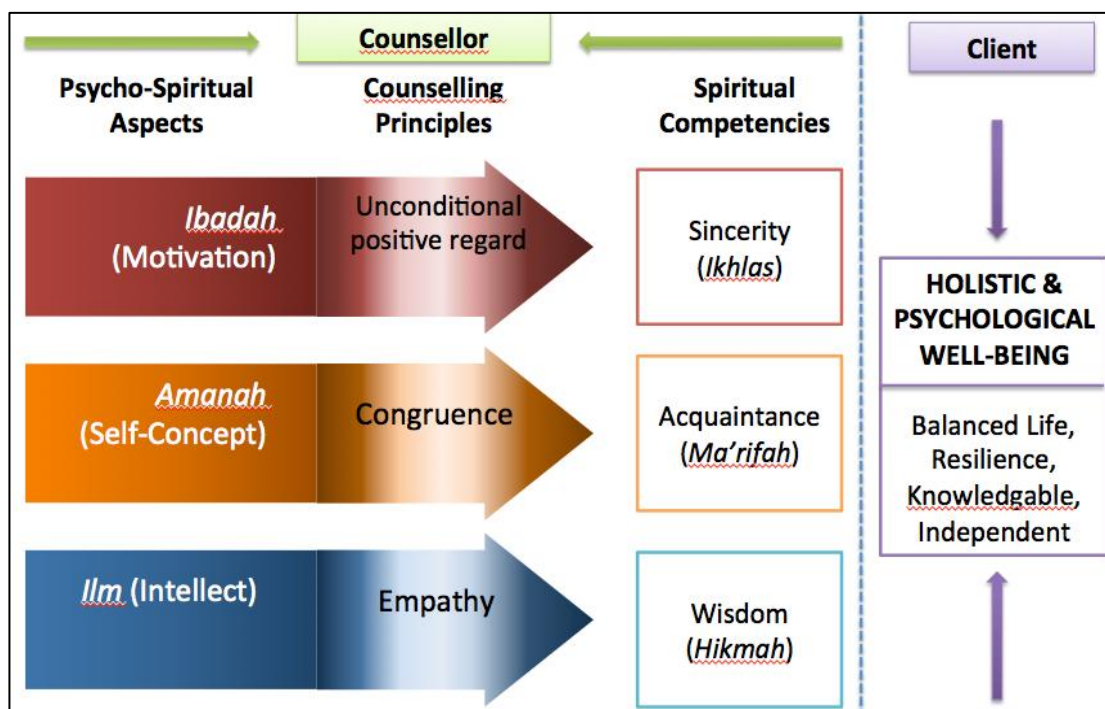 Counsellor
Client
Psycho-Spiritual
Aspects
Counselling
Principles
Spiritual
Competencies
Ibadah
(Motivation)
Unconditional
positive regard
Sincerity
(Ikhlas)
Amanah
(Self-Concept)
Congruence
Acquaintance
(Ma’rifah)
Ilm (Intellect)
Empathy
Wisdom
(Hikmah)
HOLISTIC &
PSYCHOLOGICAL
WELL-BEING
Balanced Life,
Resilience,
Knowledgable,
Independent